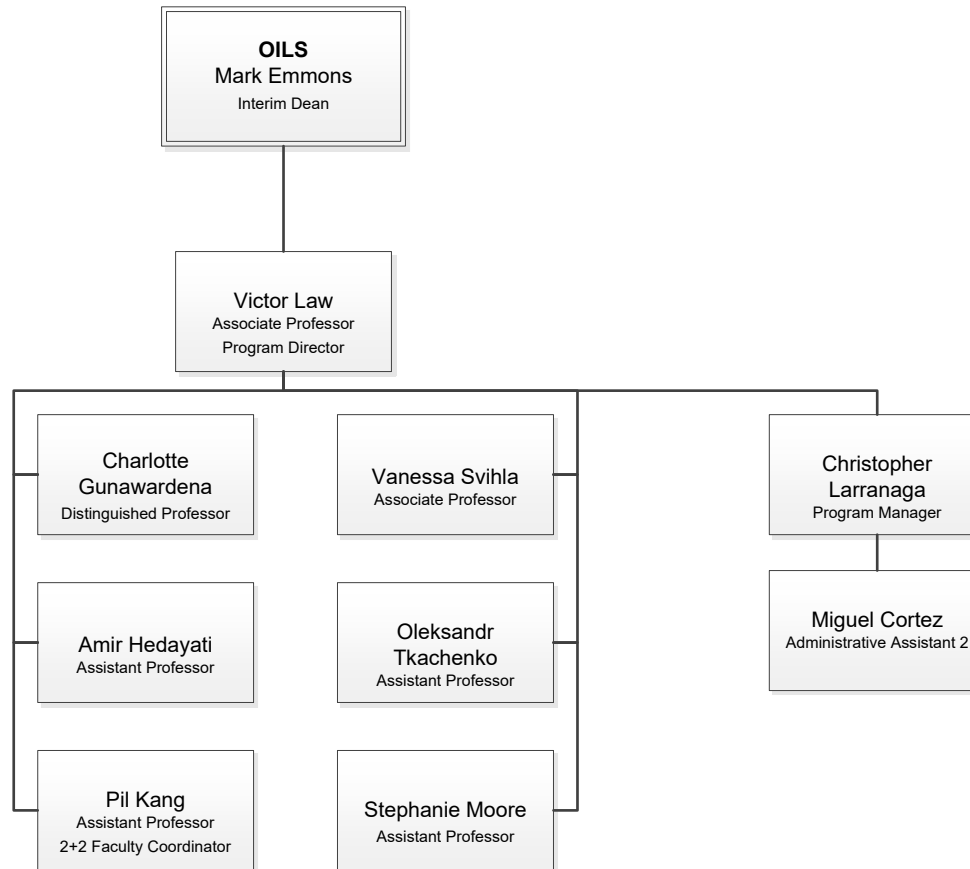 OILS
Mark Emmons
Interim Dean
Victor Law
Associate Professor
Program Director
Charlotte
Gunawardena
Distinguished Professor
Vanessa Svihla
Associate Professor
Christopher
Larranaga
Program Manager
Amir Hedayati
Assistant Professor
Oleksandr
Tkachenko
Assistant Professor
Miguel Cortez
Administrative Assistant 2
Pil Kang
Assistant Professor
2+2 Faculty Coordinator
Stephanie Moore
Assistant Professor